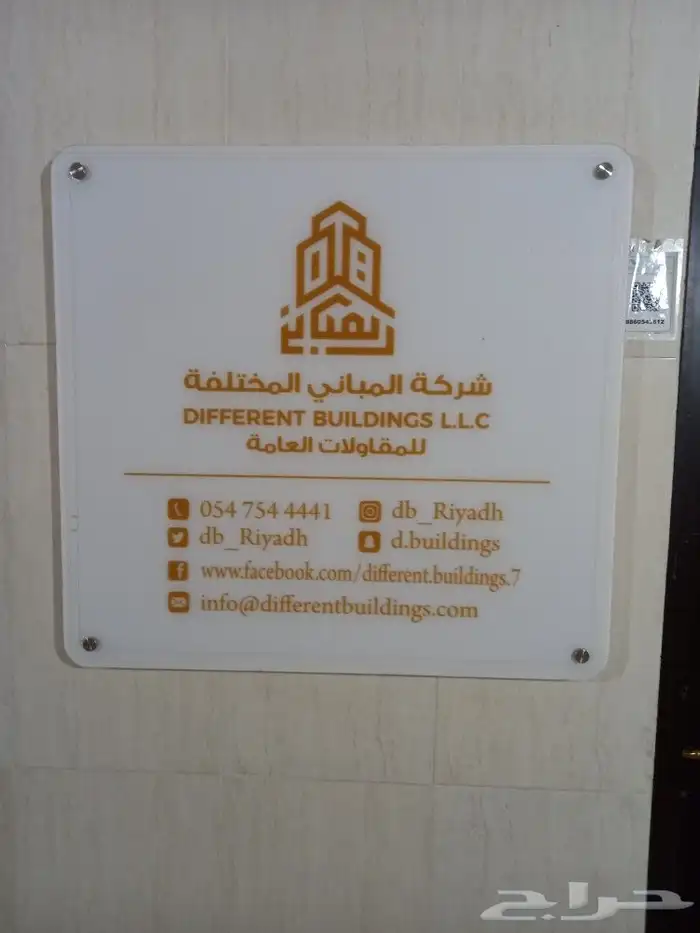 المباني
شركة المباني المختلفة
DIFFERENT BUILDINGS L.L.C
للمقاولات العامة
054 754 4441
db_Riyadh
db_Riyadh
d.buildings
www.facebook.com/different.buildings.7
info@differentbuildings.com
حراج